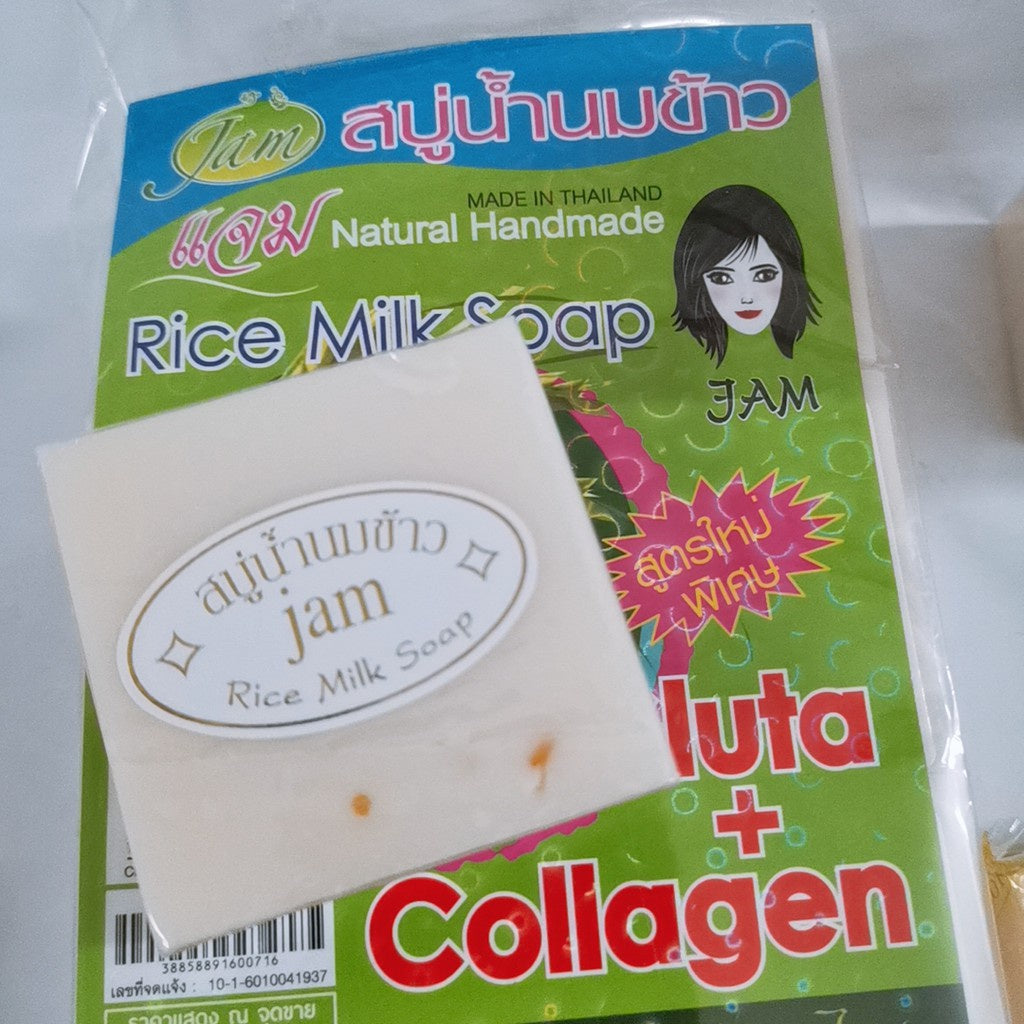 Jam
สบู่น้ำนมข้าว
แจม
MADE IN THAILAND
Natural Handmade
Rice Milk Soap
JAM
สบู่น้ำนมข้าว
jam
Rice Milk Soap
สูตรใหม่
พิเศษ
luta
+
Collagen
38858891600716
เลขที่จดแจ้ง : 10-1-6010041937
ราคาแสดง ณ จุดขาย